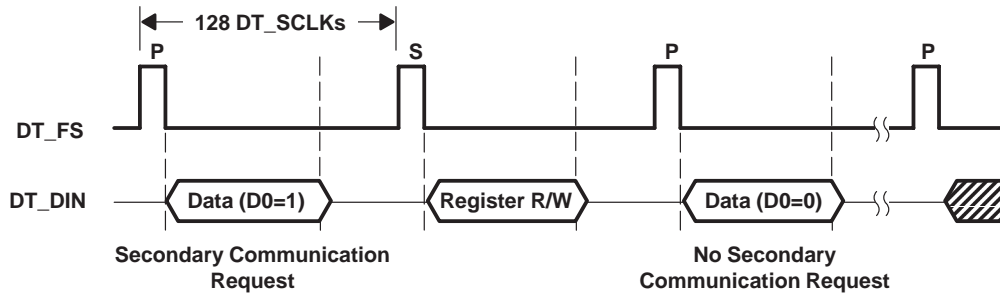 128 DT_SCLKs
P
S
P
P
DT_FS
DT_DIN
Data (D0=1)
Register R/W
Data (D0=0)
Secondary Communication
Request
No Secondary
Communication Request